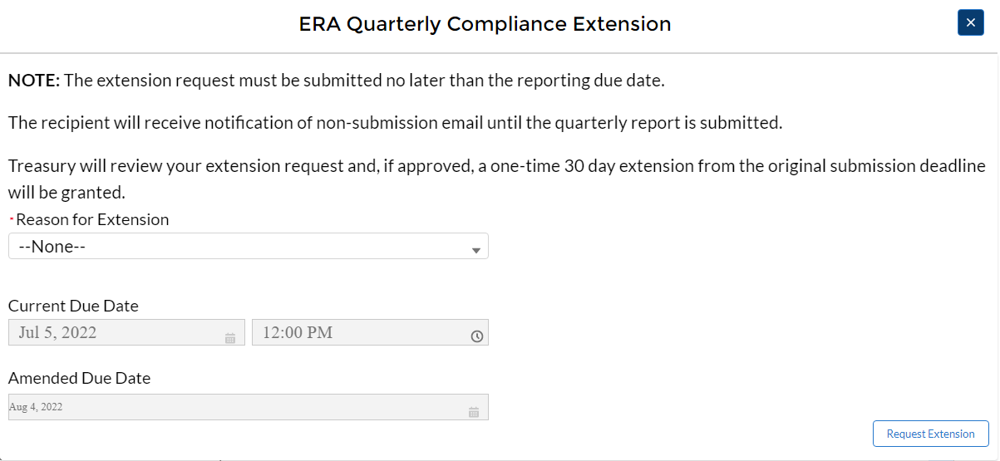 ERA Quarterly Compliance Extension
NOTE: The extension request must be submitted no later than the reporting due date.
The recipient will receive notification of non-submission email until the quarterly report is submitted.
Treasury will review your extension request and, if approved, a one-time 30 day extension from the original submission deadline
will be granted.
*Reason for Extension
--None--
Current Due Date
Jul 5, 2022 12:00 PM
Amended Due Date
Aug 4, 2022
Request Extension